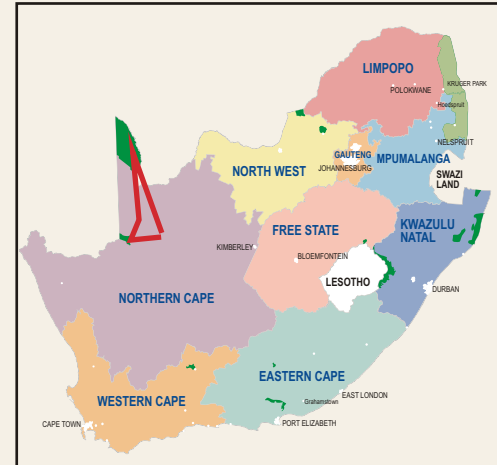 LIMPOPO
POLOKWANE
KRUGER PARK
Hoedspruit
NELSPRUIT
GAUTENG
JOHANNESBURG
MPUMALANGA
NORTH WEST
SWAZI
LAND
FREE STATE
KWAZULU
NATAL
KIMBERLEY
BLOEMFONTEIN
LESOTHO
DURBAN
NORTHERN CAPE
EASTERN CAPE
WESTERN CAPE
EAST LONDON
Grahamstown
CAPE TOWN
PORT ELIZABETH